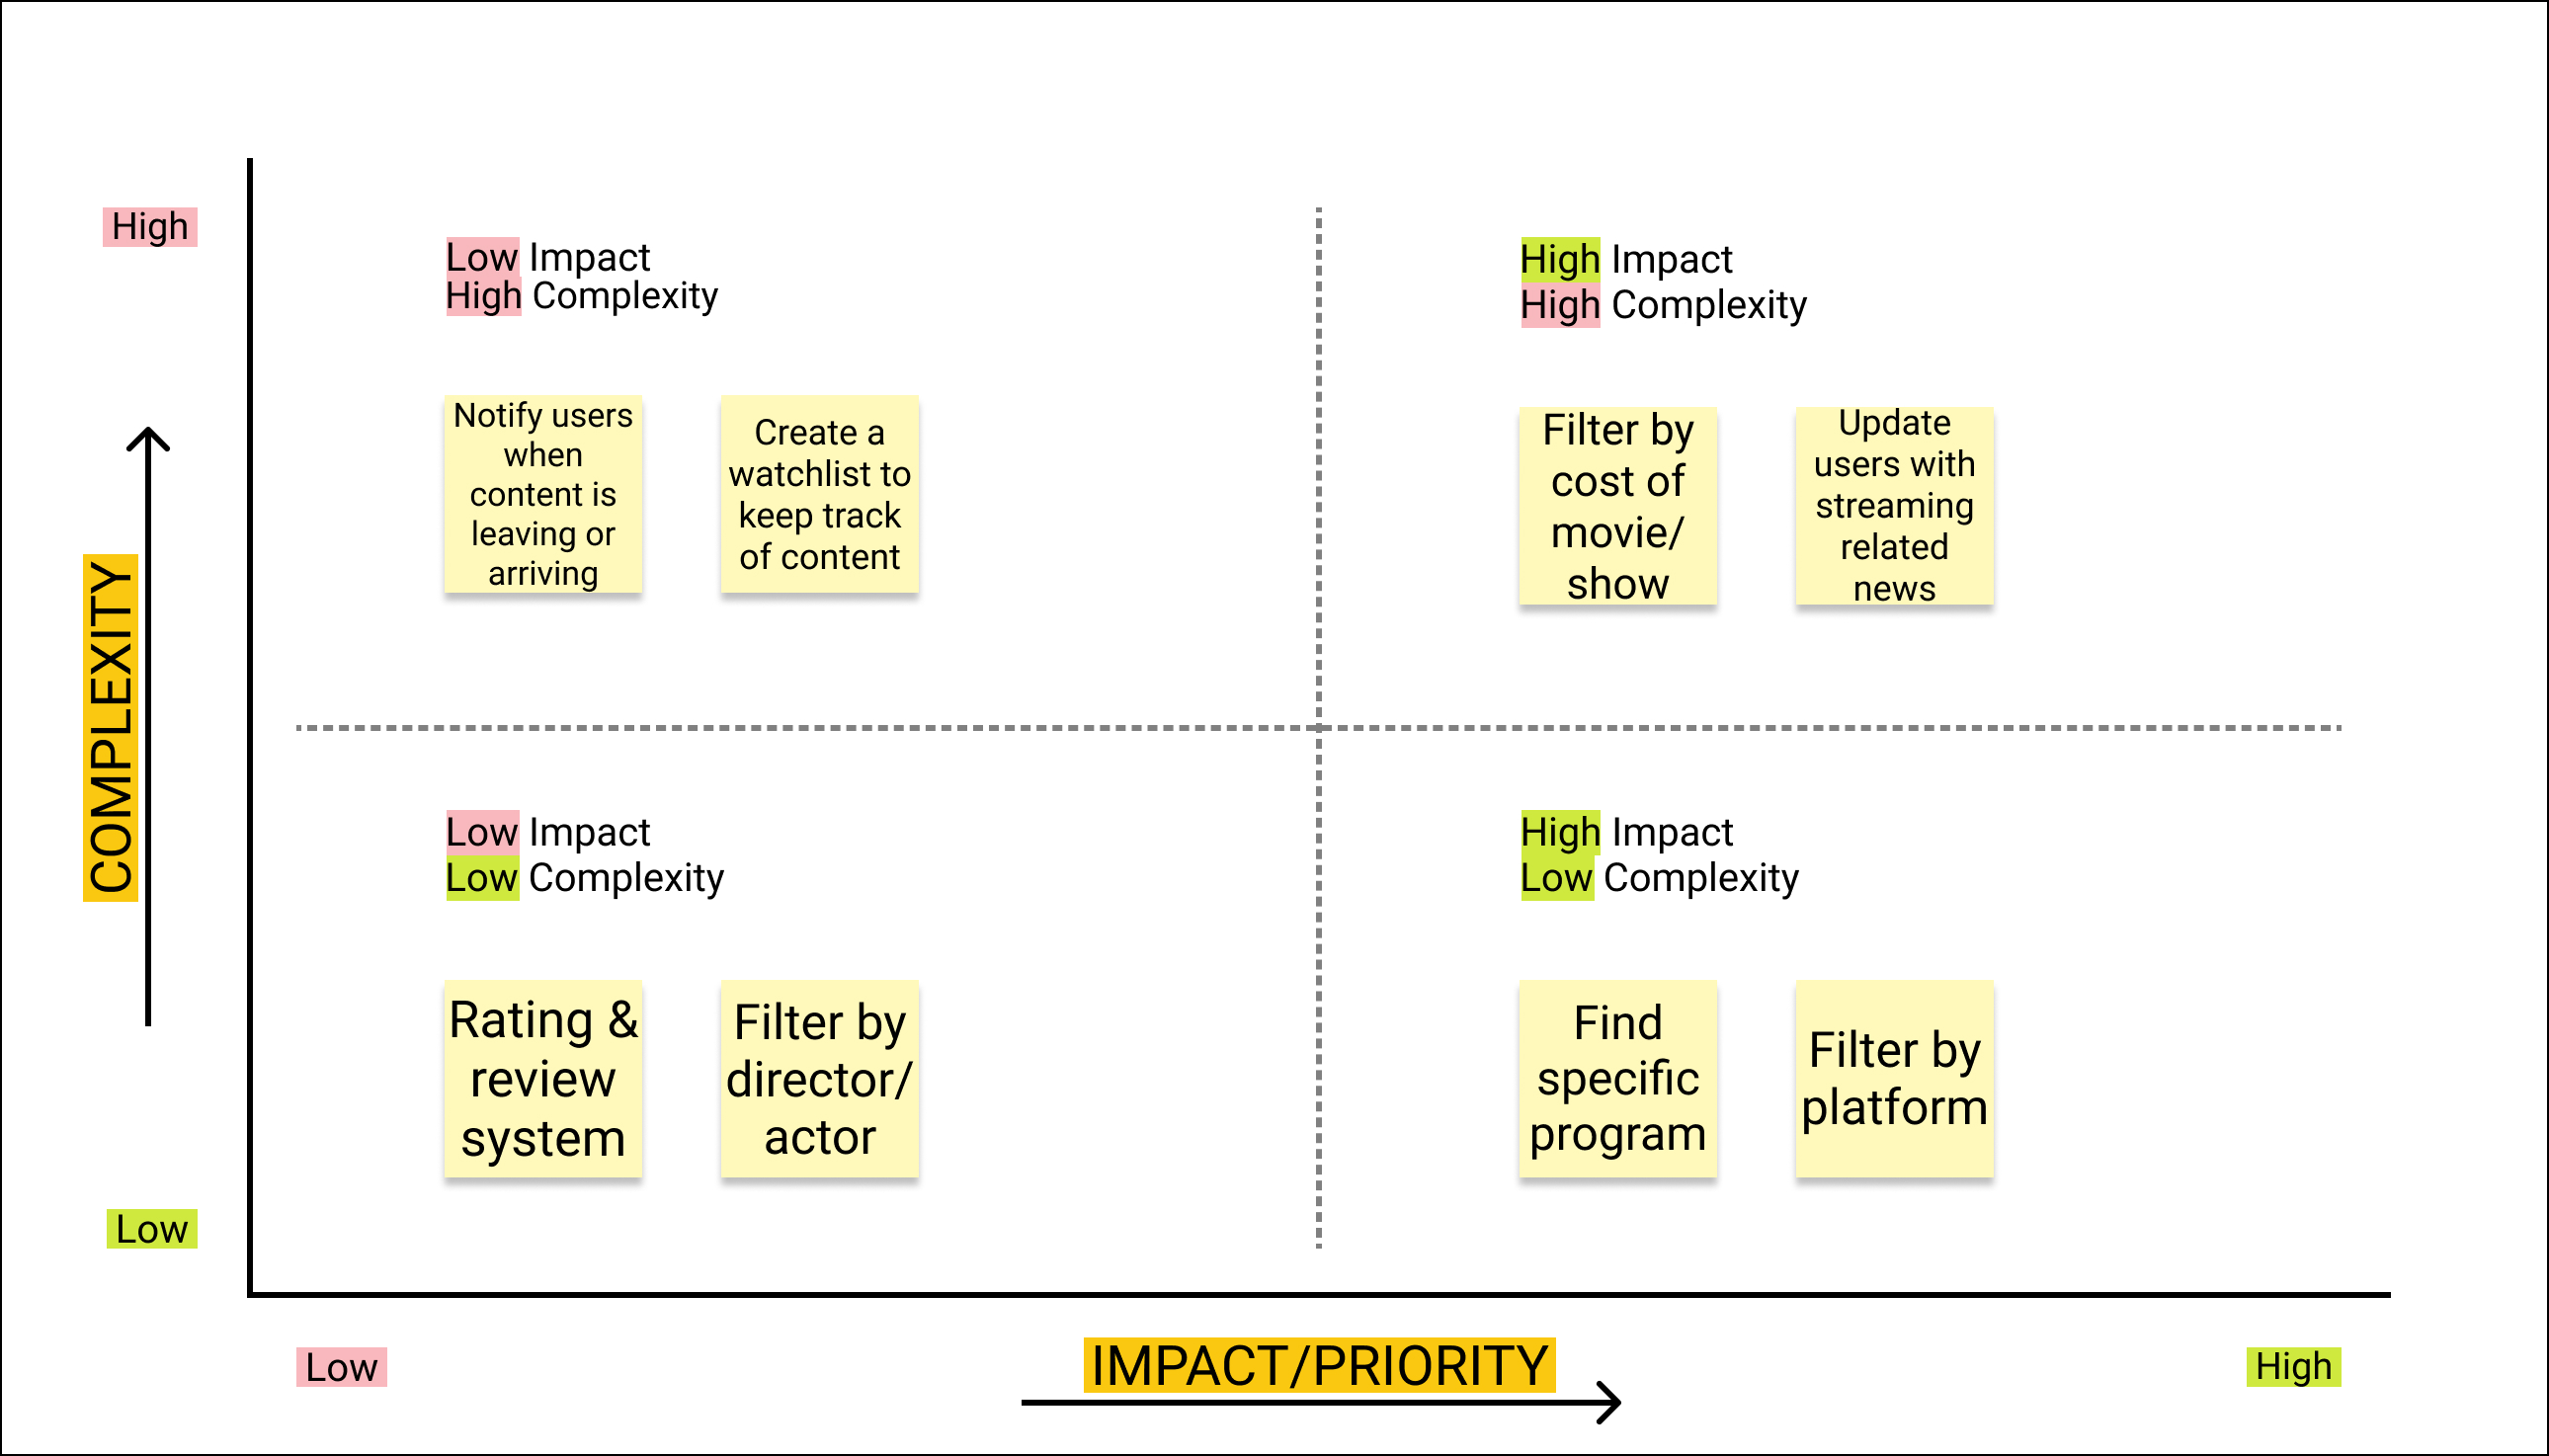 High
Low Impact
High Complexity
High Impact
High Complexity
Notify users
when
content is
leaving or
arriving
Create a
watchlist to
keep track
of content
Filter by
cost of
movie/
show
Update
users with
streaming
related
news
COMPLEXITY
Low Impact
Low Complexity
High Impact
Low Complexity
Rating &
review
system
Filter by
director/
actor
Find
specific
program
Filter by
platform
Low
Low
IMPACT/PRIORITY
High